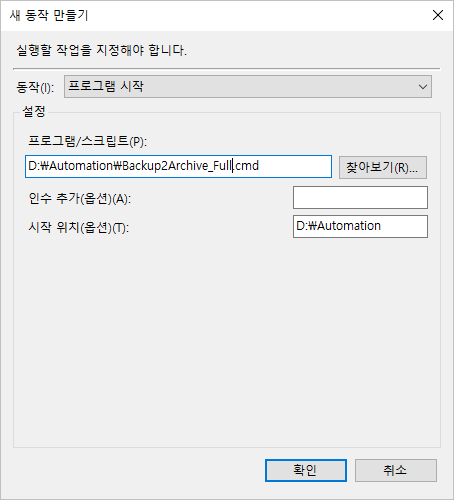 새 동작 만들기
실행할 작업을 지정해야 합니다.
동작(I): 프로그램 시작
설정
프로그램/스크립트(P):
D:₩Automation₩Backup2Archive_Full.cmd 찾아보기(R)...
인수 추가(옵션)(A):
시작 위치(옵션)(T): D:₩Automation
확인 취소